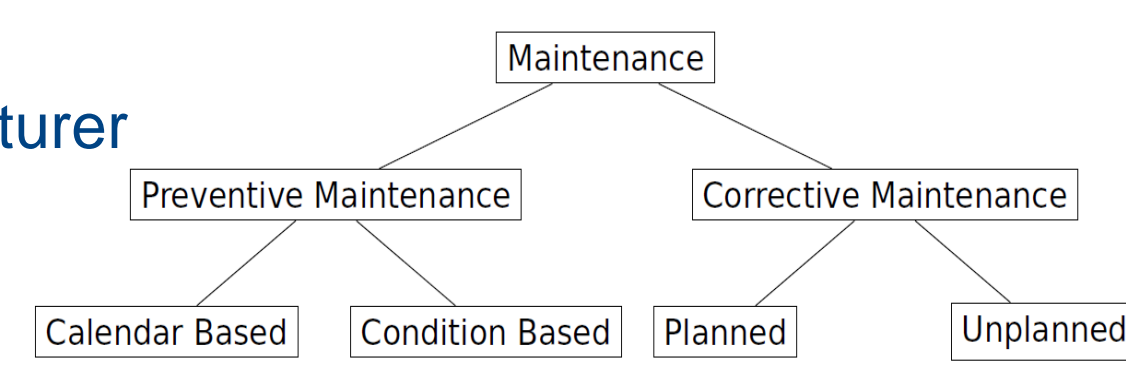 Maintenance
turer
Preventive Maintenance
Corrective Maintenance
Calendar Based
Condition Based
Planned
Unplanned